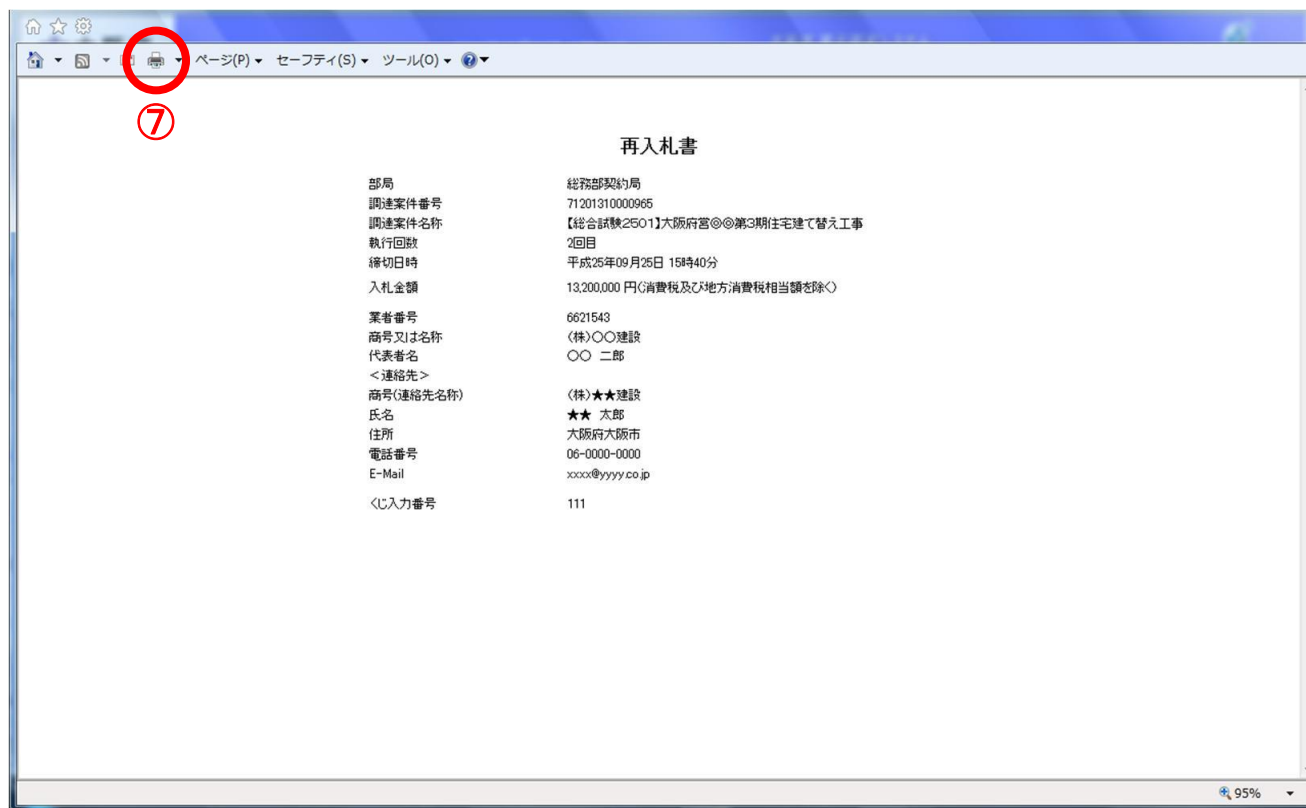 ページ(P) セーフティ(S) ツール(O)
⑦
再入札書
部局 総務部契約局
調達案件番号 71201310000965
調達案件名称 【総合試験2501】大阪府営◎◎第3期住宅建て替え工事
執行回数 2回目
締切日時 平成25年09月25日 15時40分
入札金額 13,200,000 円(消費税及び地方消費税相当額を除く)
業者番号 6621543
商号又は名称 (株)○○建設
代表者名 ○○ 二郎
<連絡先>
商号(連絡先名称) (株)★★建設
氏名 ★★ 太郎
住所 大阪府大阪市
電話番号 06-0000-0000
E-Mail xxxx@yyyy.co.jp
くじ入力番号 111
95%